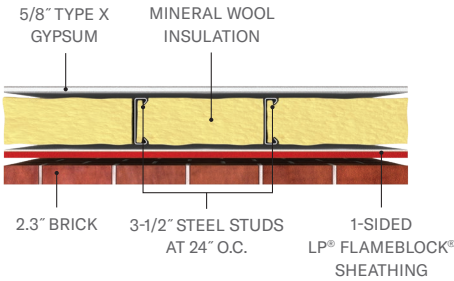 5/8″ TYPE X
GYPSUM
MINERAL WOOL
INSULATION
2.3″ BRICK
3-1/2″ STEEL STUDS
AT 24″ O.C.
1-SIDED
LP® FLAMEBLOCK®
SHEATHING